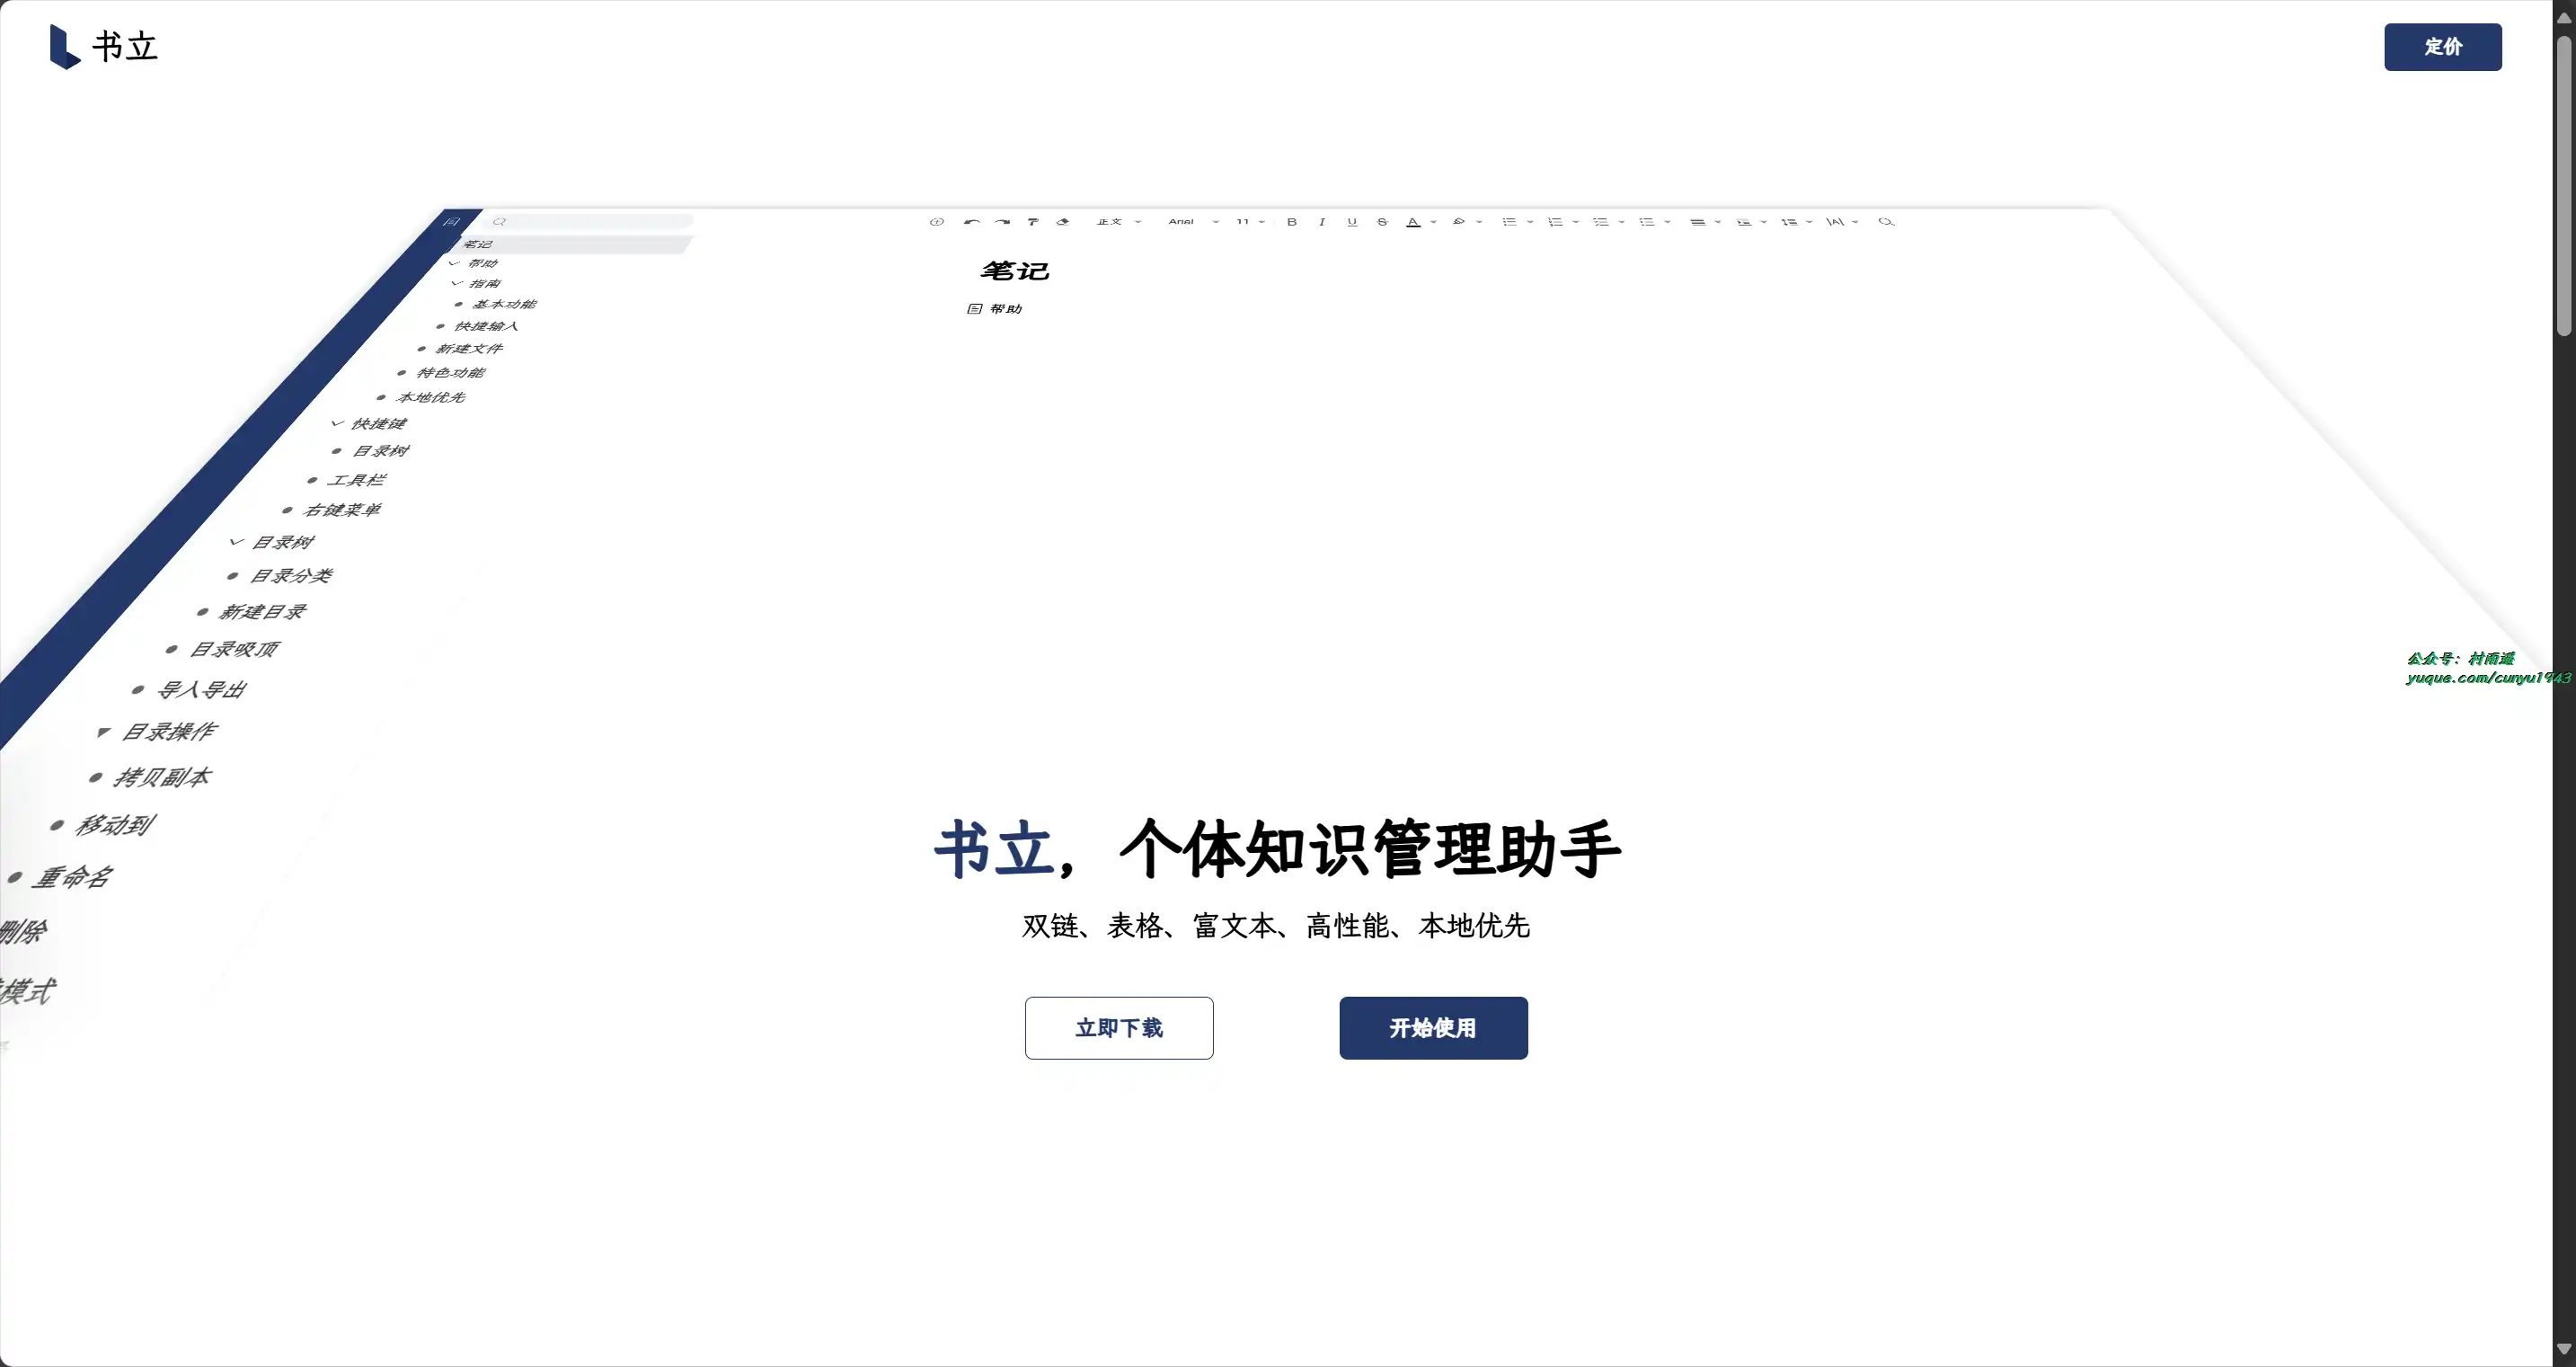 书立
定价
正文 Arial 11 B I U S A |A|
笔记
帮助
指南
基本功能
快捷输入
新建文件
特色功能
本地优先
快捷键
目录树
工具栏
右键菜单
目录树
目录分类
新建目录
目录吸顶
导入导出
目录操作
拷贝副本
移动到
重命名
删除
模式
笔记
帮助
公众号：村雨遥
yuque.com/cunyu1943
书立，个体知识管理助手
双链、表格、富文本、高性能、本地优先
立即下载
开始使用